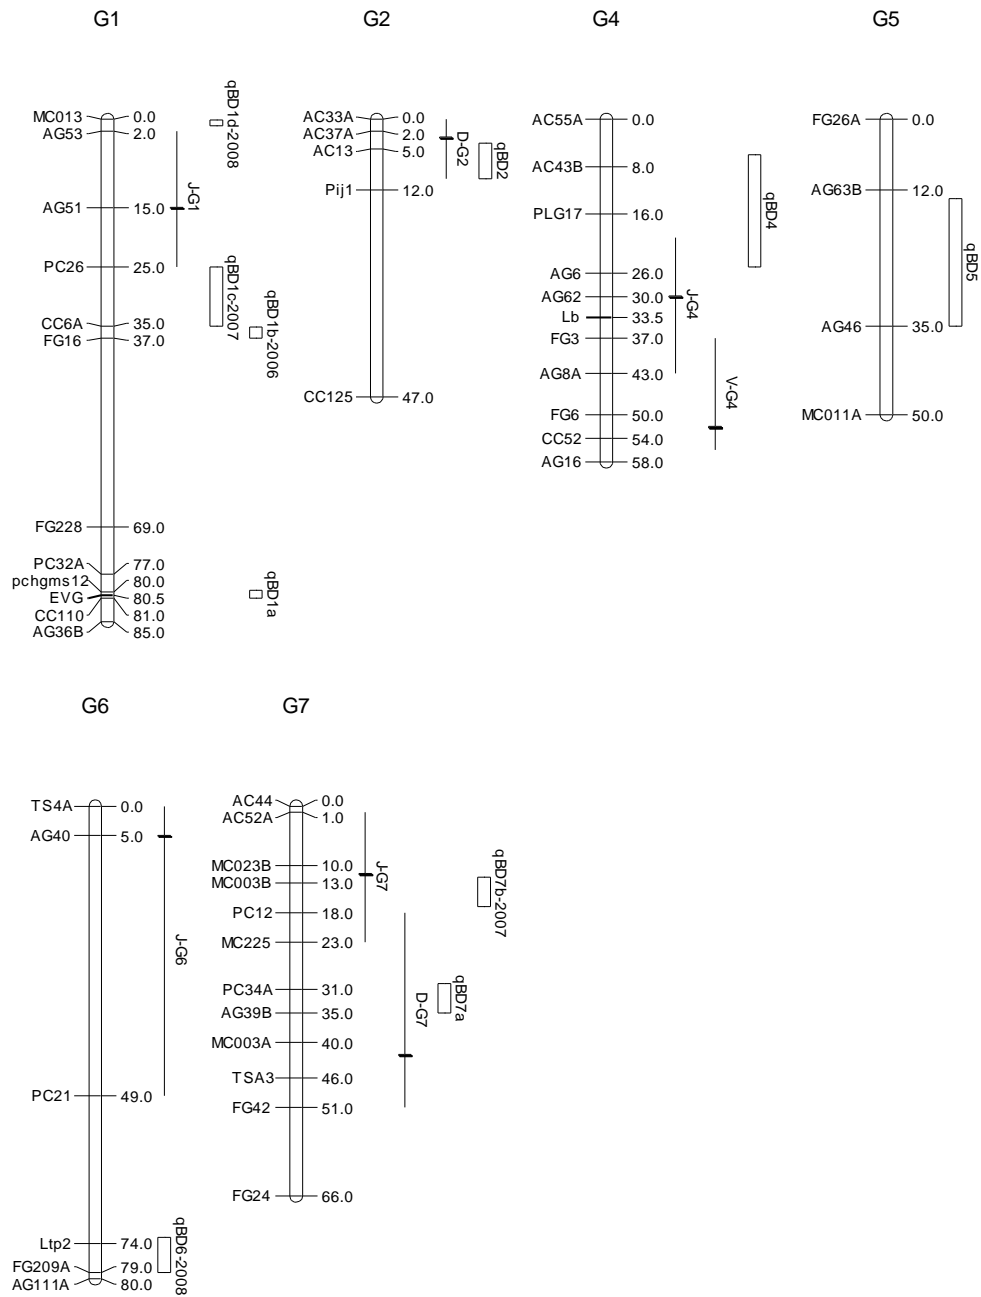 G1 G2 G4 G5
MC013 0.0
AG53 2.0
AG51 15.0
PC26 25.0
CC6A 35.0
FG16 37.0
FG228 69.0
PC32A 77.0
pchgms12 80.0
EVG 80.5
CC110 81.0
AG36B 85.0
J-G1
qBD1d-2008
qBD1c-2007
qBD1b-2006
qBD1a
AC33A 0.0
AC37A 2.0
AC13 5.0
Pij1 12.0
CC125 47.0
D-G2
qBD2
AC55A 0.0
AC43B 8.0
PLG17 16.0
AG6 26.0
AG62 30.0
Lb 33.5
FG3 37.0
AG8A 43.0
FG6 50.0
CC52 54.0
AG16 58.0
J-G4
V-G4
qBD4
FG26A 0.0
AG63B 12.0
AG46 35.0
MC011A 50.0
qBD5
G6 G7
TS4A 0.0
AG40 5.0
PC21 49.0
Ltp2 74.0
FG209A 79.0
AG111A 80.0
J-G6
qBD6-2008
AC44 0.0
AC52A 1.0
MC023B 10.0
MC003B 13.0
PC12 18.0
MC225 23.0
PC34A 31.0
AG39B 35.0
MC003A 40.0
TSA3 46.0
FG42 51.0
FG24 66.0
J-G7
D-G7
qBD7a
qBD7b-2007